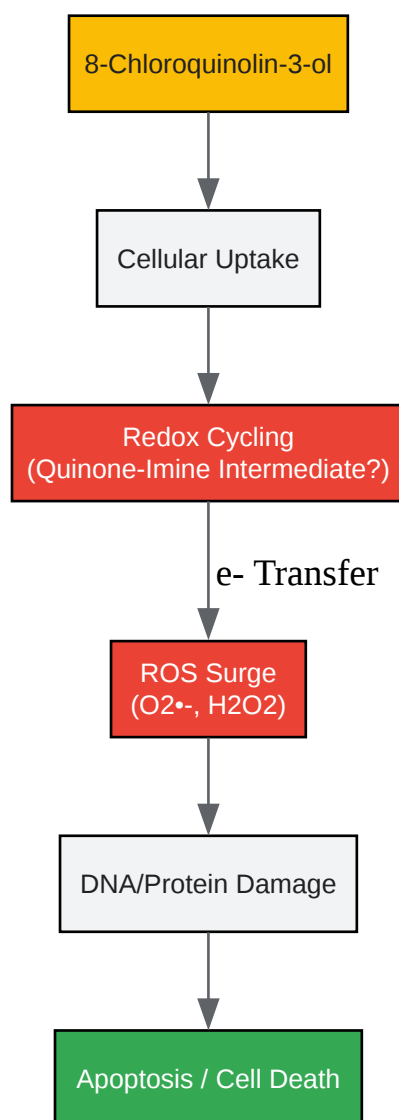 8-Chloroquinolin-3-ol
Cellular Uptake
Redox Cycling
(Quinone-Imine Intermediate?)
e- Transfer
ROS Surge
(O2•-, H2O2)
DNA/Protein Damage
Apoptosis / Cell Death